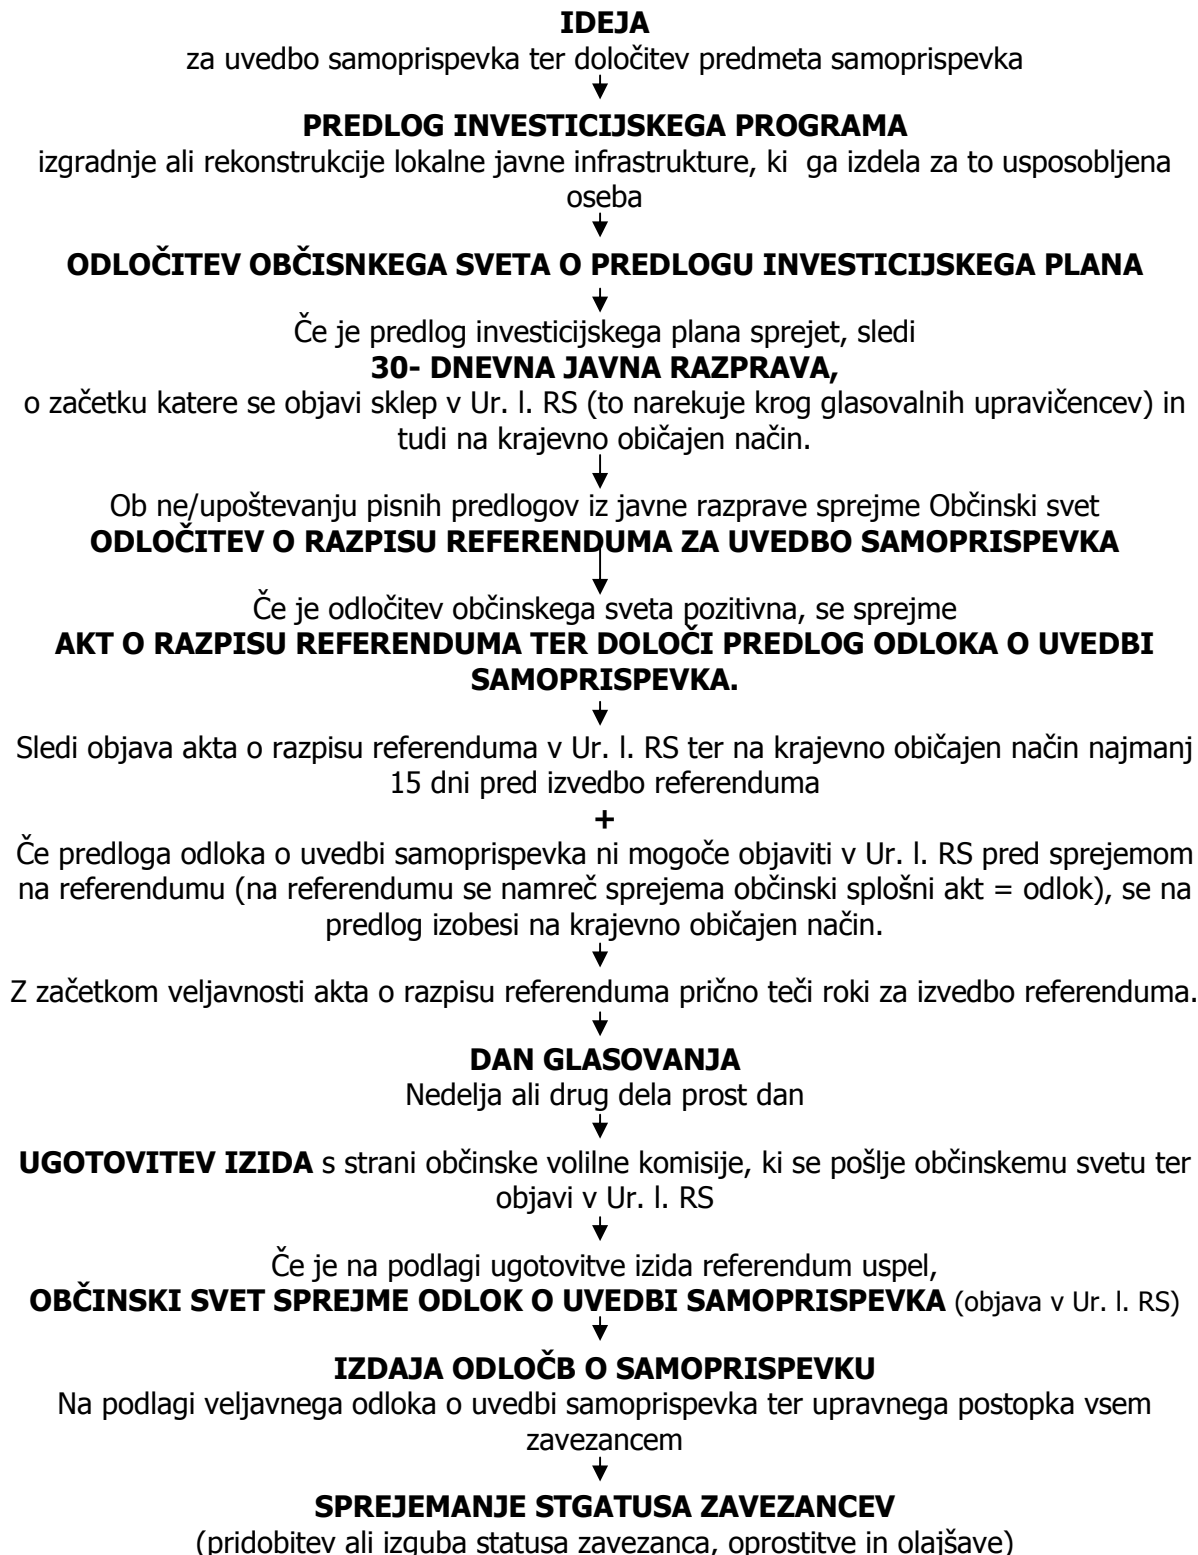 IDEJA
za uvedbo samoprispevka ter določitev predmeta samoprispevka
PREDLOG INVESTICIJSKEGA PROGRAMA
izgradnje ali rekonstrukcije lokalne javne infrastrukture, ki ga izdela za to usposobljena
oseba
ODLOČITEV OBČISNKEGA SVETA O PREDLOGU INVESTICIJSKEGA PLANA
Če je predlog investicijskega plana sprejet, sledi
30- DNEVNA JAVNA RAZPRAVA,
o začetku katere se objavi sklep v Ur. l. RS (to narekuje krog glasovalnih upravičencev) in
tudi na krajevno običajen način.
Ob ne/upoštevanju pisnih predlogov iz javne razprave sprejme Občinski svet
ODLOČITEV O RAZPISU REFERENDUMA ZA UVEDBO SAMOPRISPEVKA
Če je odločitev občinskega sveta pozitivna, se sprejme
AKT O RAZPISU REFERENDUMA TER DOLOČI PREDLOG ODLOKA O UVEDBI
SAMOPRISPEVKA.
Sledi objava akta o razpisu referenduma v Ur. l. RS ter na krajevno običajen način najmanj
15 dni pred izvedbo referenduma
+
Če predloga odloka o uvedbi samoprispevka ni mogoče objaviti v Ur. l. RS pred sprejemom
na referendumu (na referendumu se namreč sprejema občinski splošni akt = odlok), se na
predlog izobesi na krajevno običajen način.
Z začetkom veljavnosti akta o razpisu referenduma prično teči roki za izvedbo referenduma.
DAN GLASOVANJA
Nedelja ali drug dela prost dan
UGOTOVITEV IZIDA s strani občinske volilne komisije, ki se pošlje občinskemu svetu ter
objavi v Ur. l. RS
Če je na podlagi ugotovitve izida referendum uspel,
OBČINSKI SVET SPREJME ODLOK O UVEDBI SAMOPRISPEVKA (objava v Ur. l. RS)
IZDAJA ODLOČB O SAMOPRISPEVKU
Na podlagi veljavnega odloka o uvedbi samoprispevka ter upravnega postopka vsem
zavezancem
SPREJEMANJE STGATUSA ZAVEZANCEV
(pridobitev ali izguba statusa zavezanca, oprostitve in olajšave)